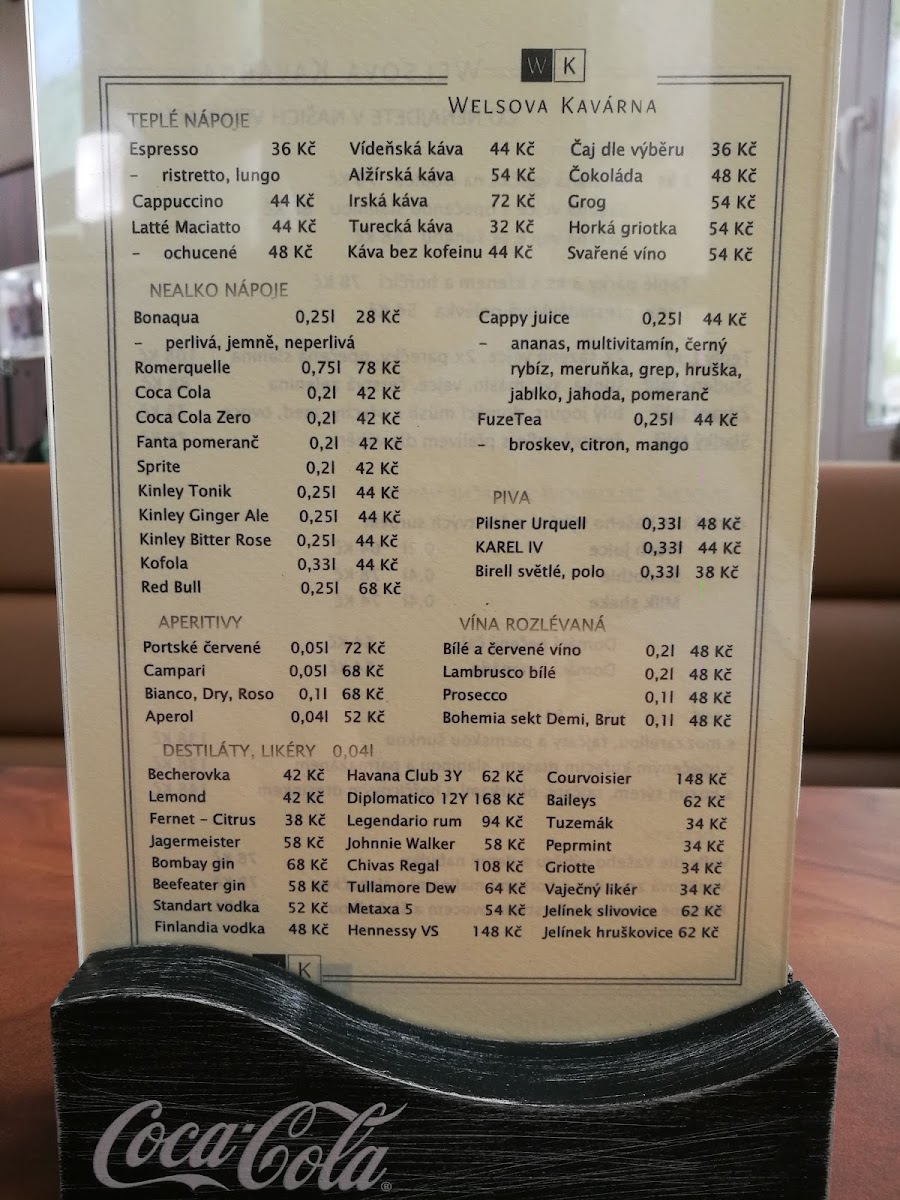 W K
WELSOVA KAVÁRNA
TEPLÉ NÁPOJE
Espresso 36 Kč
– ristretto, lungo
Cappuccino 44 Kč
Latté Maciatto 44 Kč
– ochucené 48 Kč
Vídeňská káva 44 Kč
Alžírská káva 54 Kč
Irská káva 72 Kč
Turecká káva 32 Kč
Káva bez kofeinu 44 Kč
Čaj dle výběru 36 Kč
Čokoláda 48 Kč
Grog 54 Kč
Horká griotka 54 Kč
Svařené víno 54 Kč
NEALKO NÁPOJE
Bonaqua 0,25l 28 Kč
– perlivá, jemně, neperlivá
Romerquelle 0,75l 78 Kč
Coca Cola 0,2l 42 Kč
Coca Cola Zero 0,2l 42 Kč
Fanta pomeranč 0,2l 42 Kč
Sprite 0,2l 42 Kč
Kinley Tonik 0,25l 44 Kč
Kinley Ginger Ale 0,25l 44 Kč
Kinley Bitter Rose 0,25l 44 Kč
Kofola 0,33l 44 Kč
Red Bull 0,25l 68 Kč
Cappy juice 0,25l 44 Kč
– ananas, multivitamín, černý
rybíz, meruňka, grep, hruška,
jablko, jahoda, pomeranč
FuzeTea 0,25l 44 Kč
– broskev, citron, mango
PIVA
Pilsner Urquell 0,33l 48 Kč
KAREL IV 0,33l 44 Kč
Birell světlé, polo 0,33l 38 Kč
APERITIVY
Portské červené 0,05l 72 Kč
Campari 0,05l 68 Kč
Bianco, Dry, Roso 0,1l 68 Kč
Aperol 0,04l 52 Kč
VÍNA ROZLÉVANÁ
Bílé a červené víno 0,2l 48 Kč
Lambrusco bílé 0,2l 48 Kč
Prosecco 0,1l 48 Kč
Bohemia sekt Demi, Brut 0,1l 48 Kč
DESTILÁTY, LIKÉRY 0,04l
Becherovka 42 Kč
Lemond 42 Kč
Fernet – Citrus 38 Kč
Jagermeister 58 Kč
Bombay gin 68 Kč
Beefeater gin 58 Kč
Standart vodka 52 Kč
Finlandia vodka 48 Kč
Havana Club 3Y 62 Kč
Diplomatico 12Y 168 Kč
Legendario rum 94 Kč
Johnnie Walker 58 Kč
Chivas Regal 108 Kč
Tullamore Dew 64 Kč
Metaxa 5 54 Kč
Hennessy VS 148 Kč
Courvoisier 148 Kč
Baileys 62 Kč
Tuzemák 34 Kč
Peprmint 34 Kč
Griotte 34 Kč
Vaječný likér 34 Kč
Jelínek slivovice 62 Kč
Jelínek hruškovice 62 Kč
K
Coca-Cola®